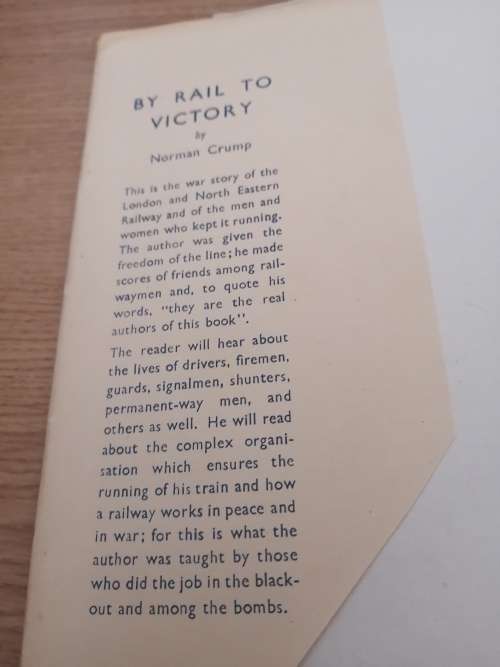 BY RAIL TO
VICTORY
by
Norman Crump
This is the war story of the
London and North Eastern
Railway and of the men and
women who kept it running.
The author was given the
freedom of the line; he made
scores of friends among rail-
waymen and, to quote his
words, "they are the real
authors of this book".
The reader will hear about
the lives of drivers, firemen,
guards, signalmen, shunters,
permanent-way men, and
others as well. He will read
about the complex organi-
sation which ensures the
running of his train and how
a railway works in peace and
in war; for this is what the
author was taught by those
who did the job in the black-
out and among the bombs.